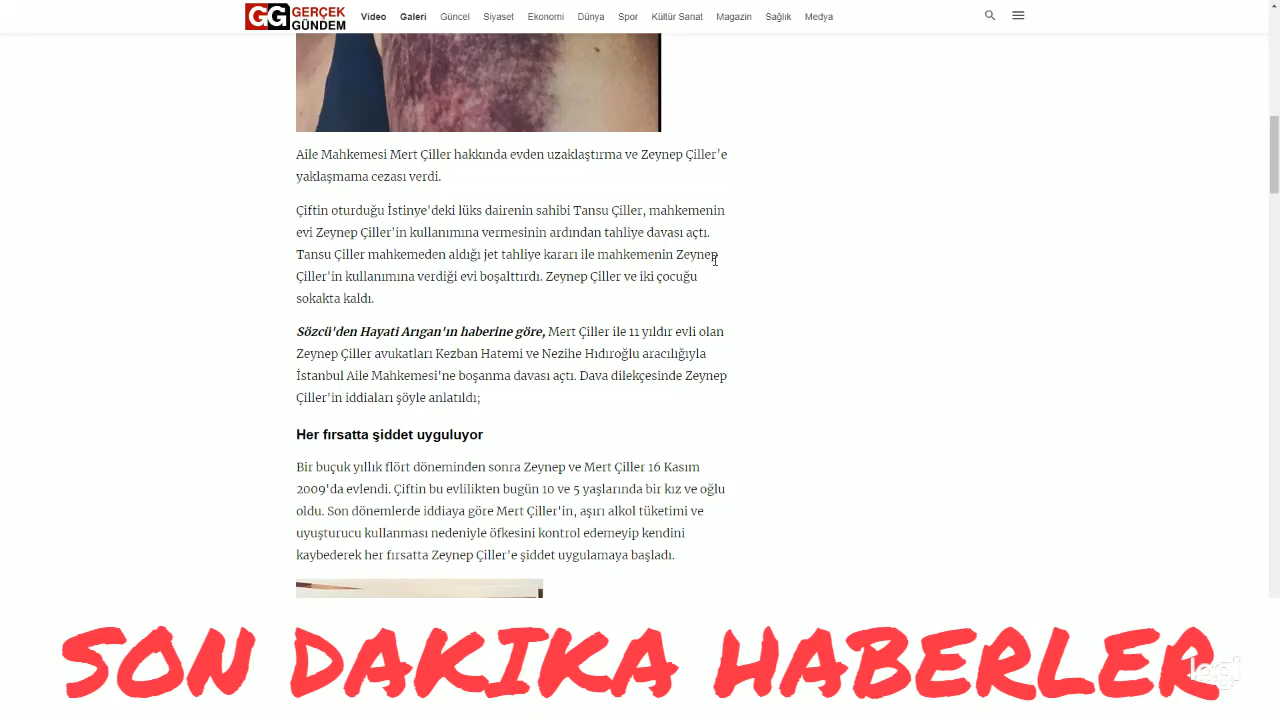 GG GERÇEK GÜNDEM
Video Galeri Güncel Siyaset Ekonomi Dünya Spor Kültür Sanat Magazin Sağlık Medya
Aile Mahkemesi Mert Çiller hakkında evden uzaklaştırma ve Zeynep Çiller’e
yaklaşmama cezası verdi.
Çiftin oturduğu İstinye'deki lüks dairenin sahibi Tansu Çiller, mahkemenin
evi Zeynep Çiller'in kullanımına vermesinin ardından tahliye davası açtı.
Tansu Çiller mahkemeden aldığı jet tahliye kararı ile mahkemenin Zeynep
Çiller'in kullanımına verdiği evi boşalttırdı. Zeynep Çiller ve iki çocuğu
sokakta kaldı.
Sözcü'den Hayati Arıgan'ın haberine göre, Mert Çiller ile 11 yıldır evli olan
Zeynep Çiller avukatları Kezban Hatemi ve Nezihe Hıdıroğlu aracılığıyla
İstanbul Aile Mahkemesi'ne boşanma davası açtı. Dava dilekçesinde Zeynep
Çiller'in iddiaları şöyle anlatıldı;
Her fırsatta şiddet uyguluyor
Bir buçuk yıllık flört döneminden sonra Zeynep ve Mert Çiller 16 Kasım
2009'da evlendi. Çiftin bu evlilikten bugün 10 ve 5 yaşlarında bir kız ve oğlu
oldu. Son dönemlerde iddiaya göre Mert Çiller'in, aşırı alkol tüketimi ve
uyuşturucu kullanması nedeniyle öfkesini kontrol edemeyip kendini
kaybederek her fırsatta Zeynep Çiller'e şiddet uygulamaya başladı.
SON DAKIKA HABERLER